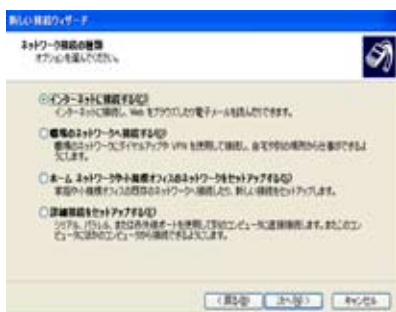 新しい接続ウィザード
ネットワーク接続の種類
オプションを選んでください。
インターネットに接続する(C)
インターネットに接続し、Web をブラウズしたり電子メールを読んだりできます。
職場のネットワークへ接続する(O)
職場のネットワークにダイヤルアップか VPN を使用して接続し、自宅や別の場所から仕事ができるよ
うにします。
ホーム ネットワークや小規模オフィスのネットワークをセットアップする(S)
家庭や小規模オフィスの既存のネットワークへ接続したり、新しい接続をセットアップします。
詳細接続をセットアップする(E)
シリアル、パラレル、または赤外線ポートを使用して別のコンピュータに直接接続します。またこのコン
ピュータにほかのコンピュータから接続できるようにします。
< 戻る(B)
次へ(N) >
キャンセル